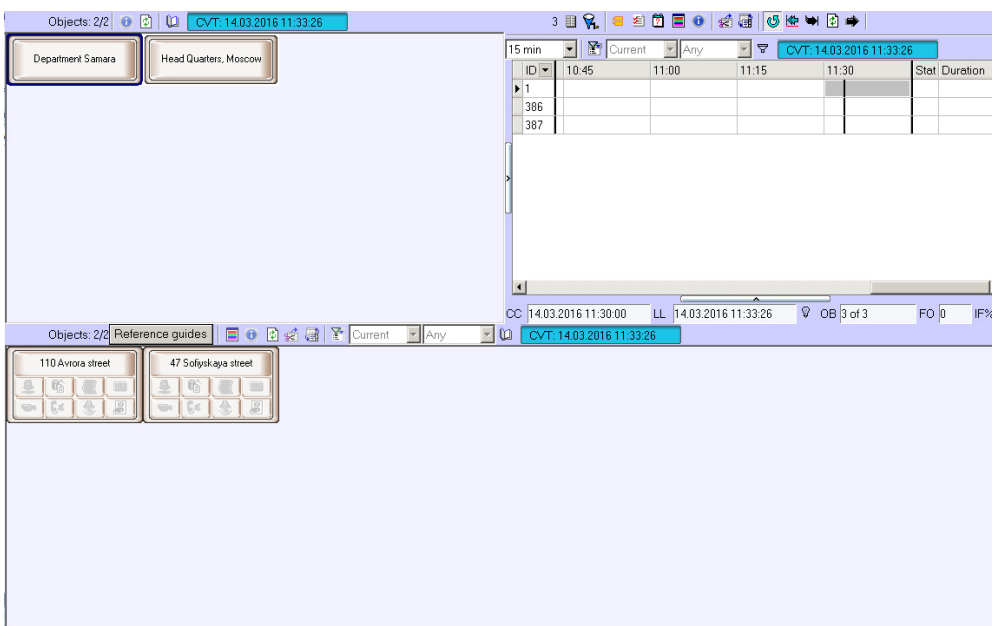 Objects: 2/2 CVT: 14.03.2016 11:33:26
Department Samara
Head Quarters, Moscow
3
15 min Current Any CVT: 14.03.2016 11:33:26
ID 10:45 11:00 11:15 11:30 Stat Duration
1
386
387
CC 14.03.2016 11:30:00 LL 14.03.2016 11:33:26 OB 3 of 3 FO 0 IF%
Objects: 2/2 Reference guides Current Any CVT: 14.03.2016 11:33:26
110 Avrora street
47 Sofiyskaya street